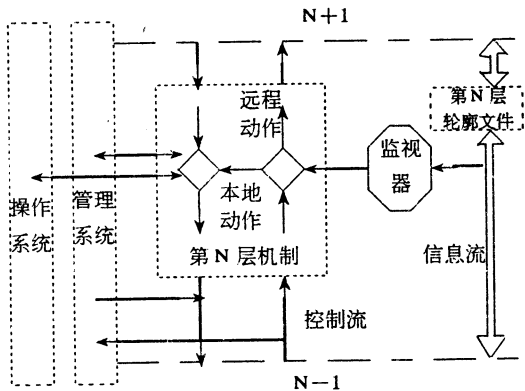 N+1
第N层
轮廓文件
远程
动作
监视
器
操作
系统
管理
系统
本地
动作
第N层机制
信息流
控制流
N−1